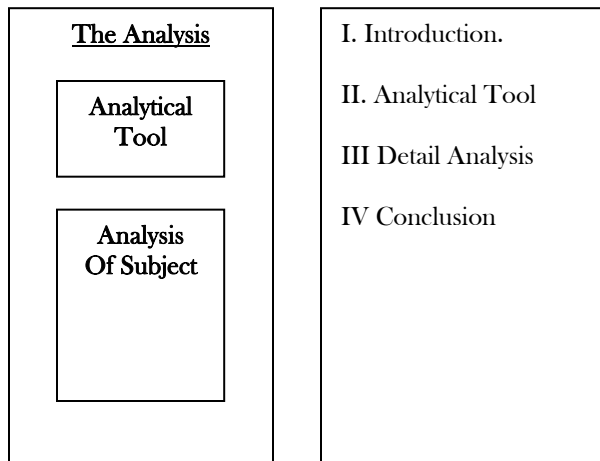 The Analysis
Analytical
Tool
Analysis
Of Subject
I. Introduction.
II. Analytical Tool
III Detail Analysis
IV Conclusion